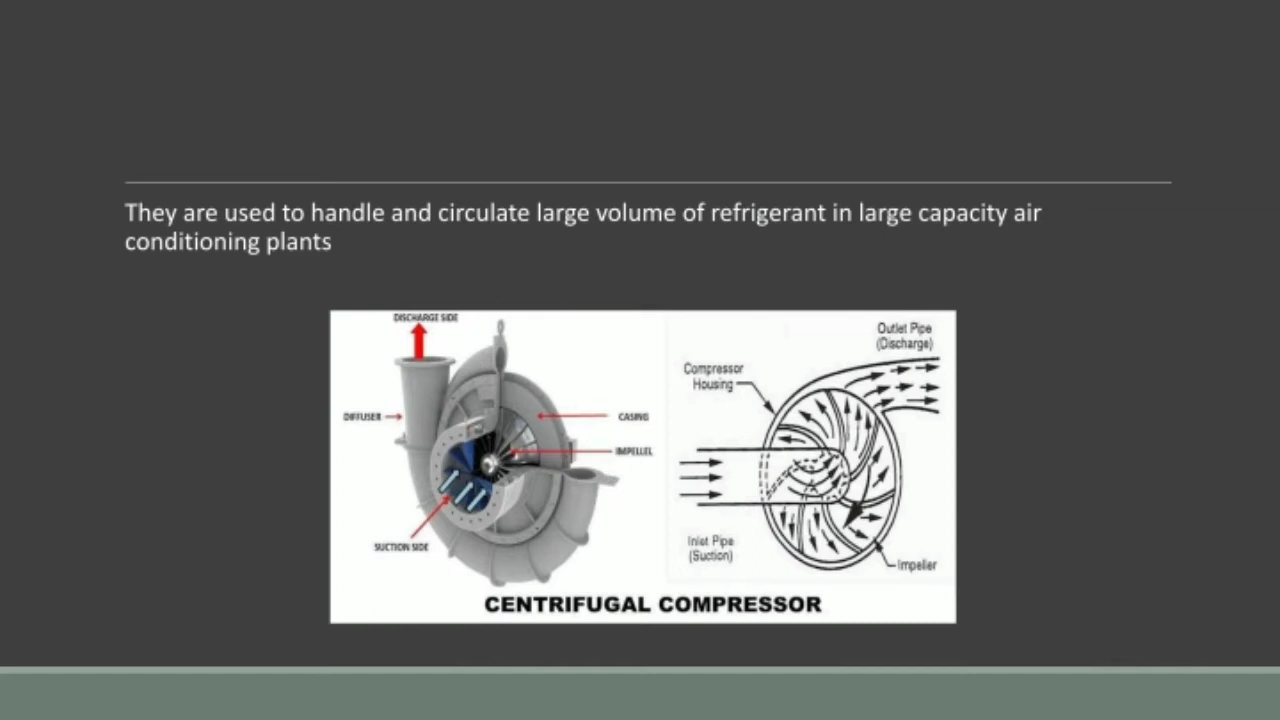 They are used to handle and circulate large volume of refrigerant in large capacity air
conditioning plants
DISCHARGE SIDE
DIFFUSER
CASING
IMPELLEL
SUCTION SIDE
Outlet Pipe
(Discharge)
Compressor
Housing
Inlet Pipe
(Suction)
Impeller
CENTRIFUGAL COMPRESSOR